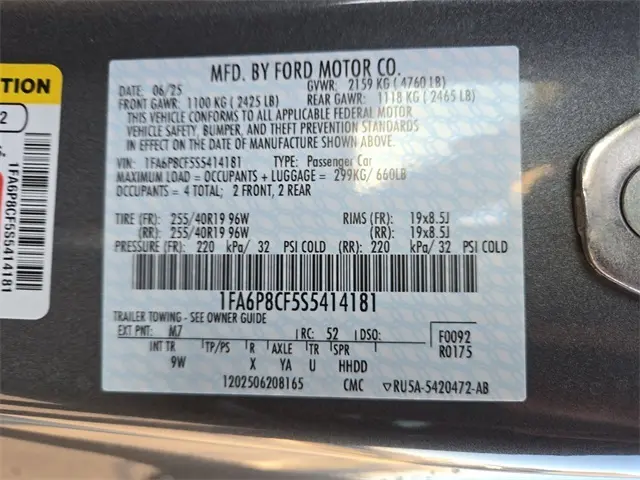 MFD. BY FORD MOTOR CO.
DATE: 06/25 GVWR: 2159 KG ( 4760 LB)
FRONT GAWR: 1100 KG ( 2425 LB) REAR GAWR: 1118 KG ( 2465 LB)
THIS VEHICLE CONFORMS TO ALL APPLICABLE FEDERAL MOTOR
VEHICLE SAFETY, BUMPER, AND THEFT PREVENTION STANDARDS
IN EFFECT ON THE DATE OF MANUFACTURE SHOWN ABOVE.
VIN: 1FA6P8CF5S5414181 TYPE: Passenger Car
MAXIMUM LOAD = OCCUPANTS + LUGGAGE = 299KG/ 660LB
OCCUPANTS = 4 TOTAL; 2 FRONT, 2 REAR
TIRE (FR): 255/40R19 96W RIMS (FR): 19x8.5J
(RR): 255/40R19 96W (RR): 19x8.5J
PRESSURE (FR): 220 kPa/ 32 PSI COLD (RR): 220 kPa/ 32 PSI COLD
1FA6P8CF5S5414181
TRAILER TOWING - SEE OWNER GUIDE
EXT PNT: M7 RC: 52 DSO: F0092
R0175
INT TR TP/PS R AXLE TR SPR
9W X YA U HHDD
1202506208165 CMC ▽RU5A-5420472-AB
TION
2
1FA6P8CF5S5414181